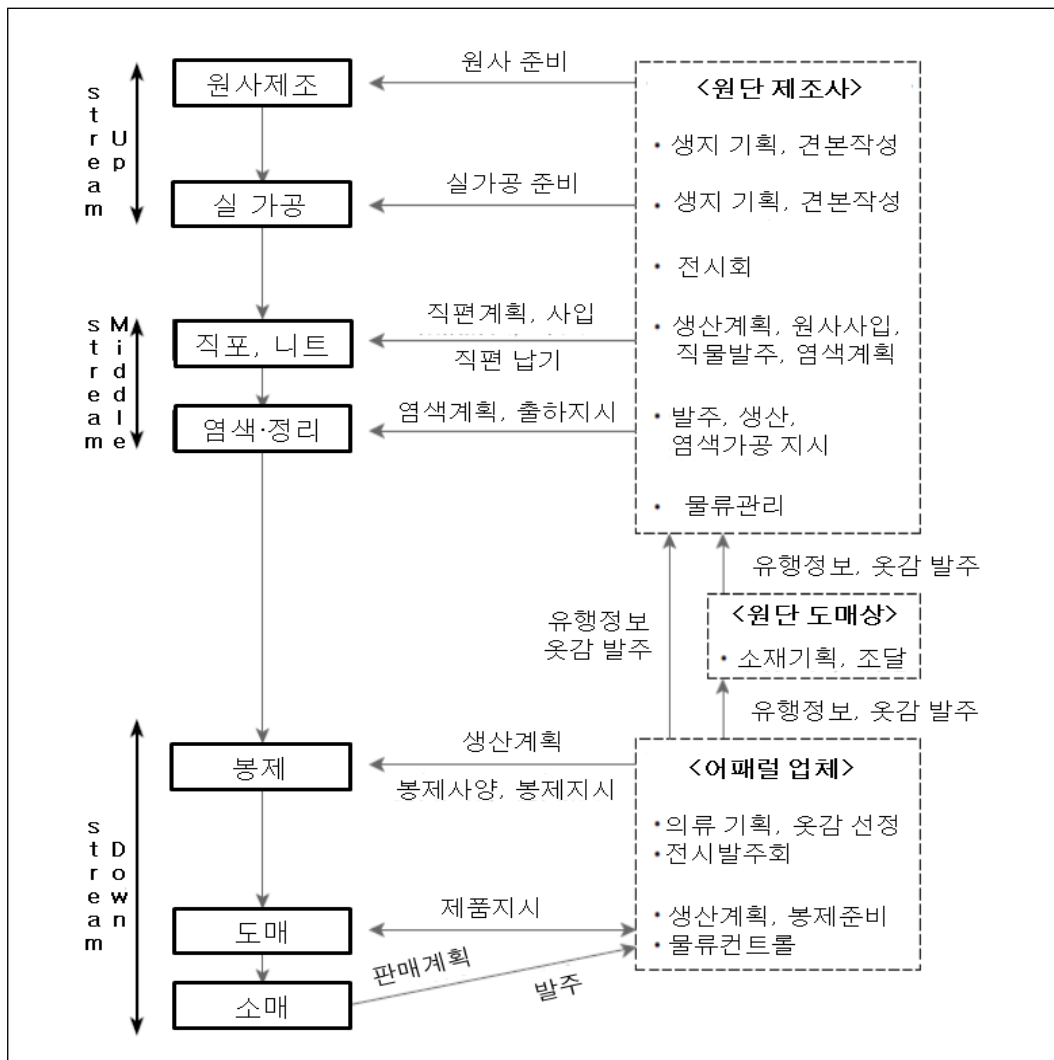 Up stream
원사제조
원사 준비
실 가공
실가공 준비
Middle stream
직포, 니트
직편계획, 사입
직편 납기
염색·정리
염색계획, 출하지시
<원단 제조사>
• 생지 기획, 견본작성
• 생지 기획, 견본작성
• 전시회
• 생산계획, 원사사입,
직물발주, 염색계획
• 발주, 생산,
염색가공 지시
• 물류관리
유행정보, 옷감 발주
유행정보
옷감 발주
<원단 도매상>
• 소재기획, 조달
유행정보, 옷감 발주
Down stream
봉제
생산계획
봉제사양, 봉제지시
도매
제품지시
소매
판매계획
발주
<어패럴 업체>
• 의류 기획, 옷감 선정
• 전시발주회
• 생산계획, 봉제준비
• 물류컨트롤